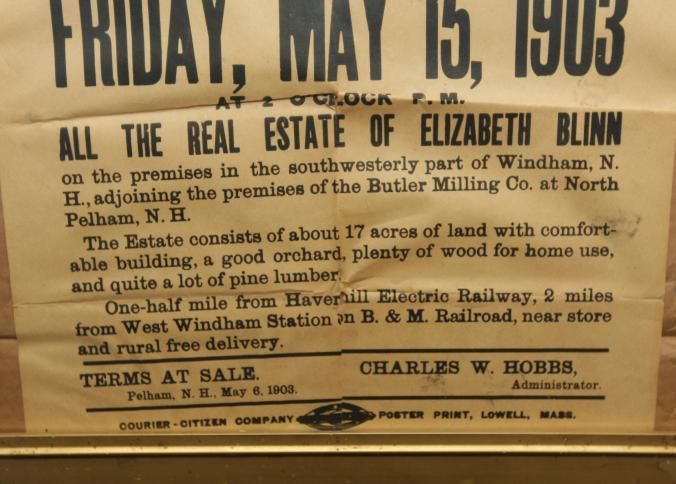 FRIDAY, MAY 15, 1903
AT 2 O'CLOCK P. M.
ALL THE REAL ESTATE OF ELIZABETH BLINN
on the premises in the southwesterly part of Windham, N.
H., adjoining the premises of the Butler Milling Co. at North
Pelham, N. H.
The Estate consists of about 17 acres of land with comfort-
able building, a good orchard, plenty of wood for home use,
and quite a lot of pine lumber.
One-half mile from Haverhill Electric Railway, 2 miles
from West Windham Station on B. & M. Railroad, near store
and rural free delivery.
TERMS AT SALE.
Pelham, N. H., May 6, 1903.
CHARLES W. HOBBS,
Administrator.
COURIER-CITIZEN COMPANY POSTER PRINT, LOWELL, MASS.